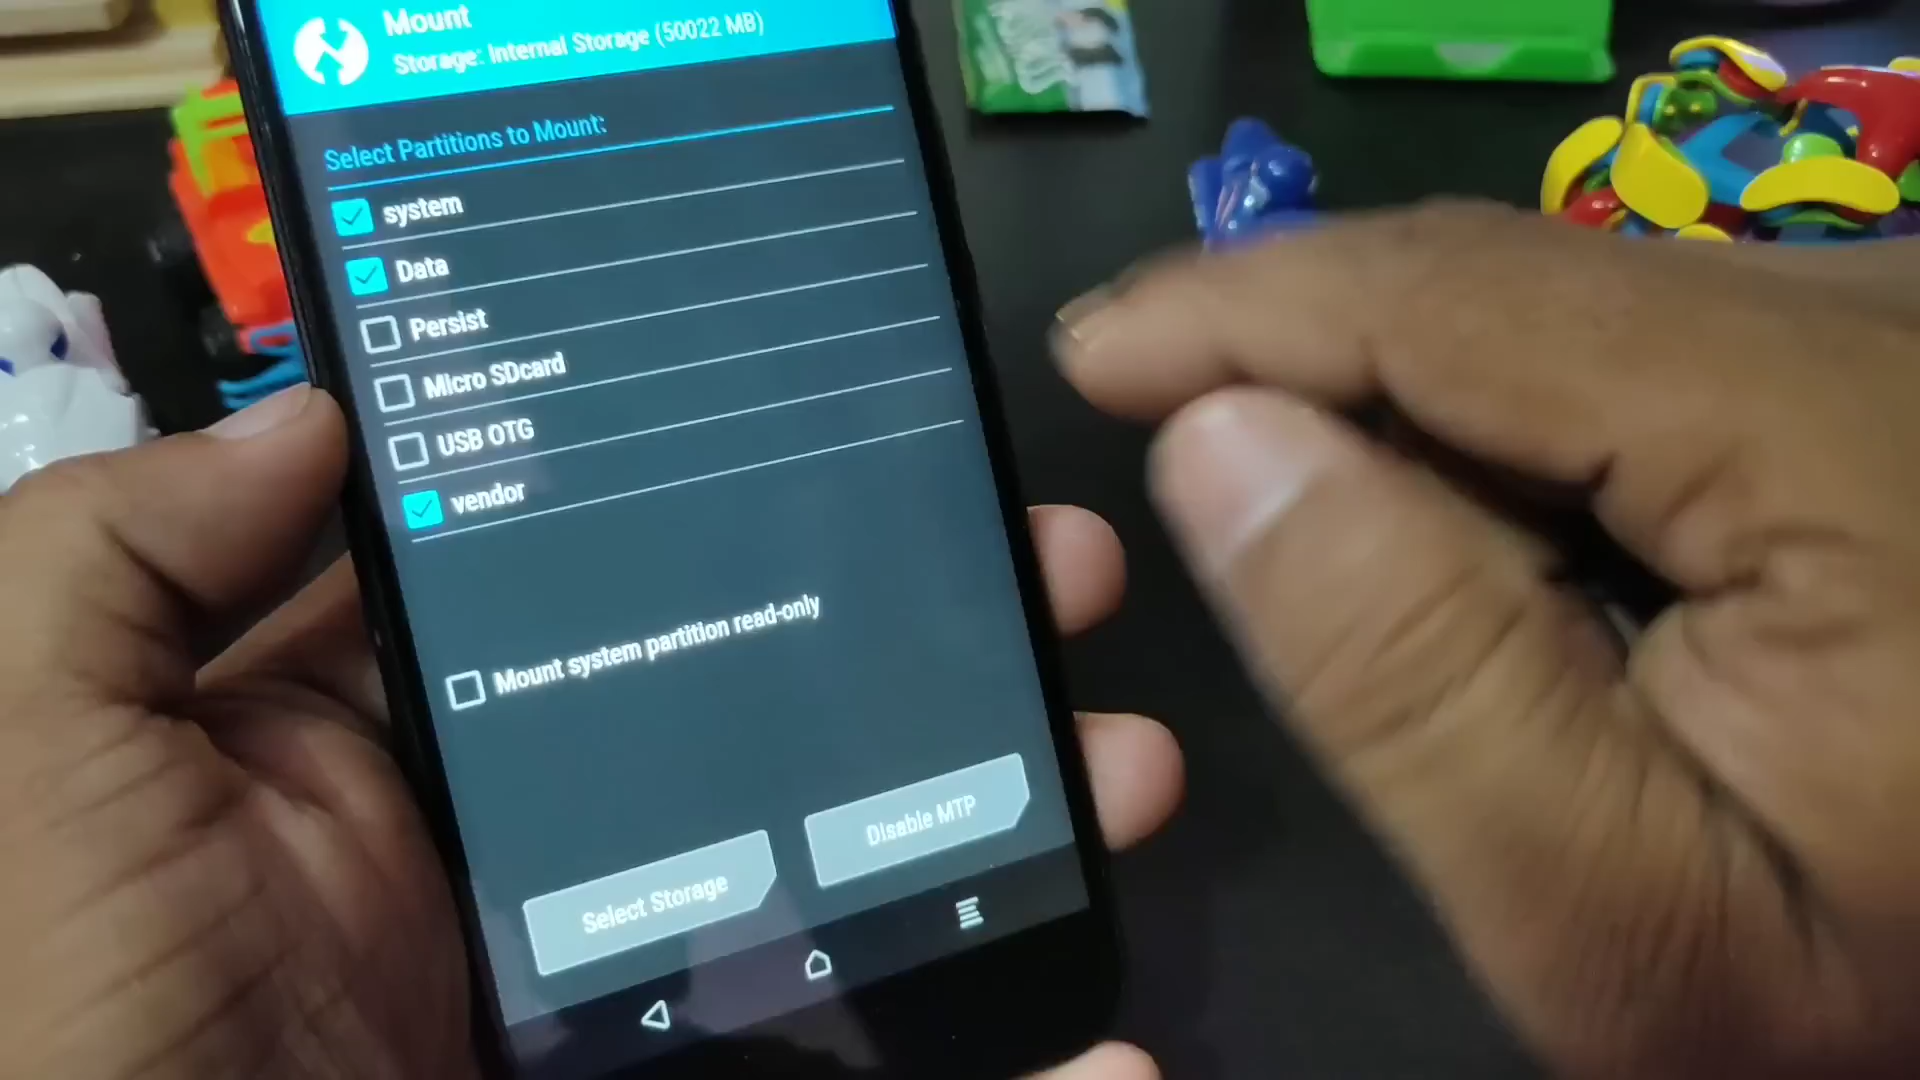 Mount
Storage: Internal Storage (50022 MB)
Select Partitions to Mount:
system
Data
Persist
Micro SDcard
USB OTG
vendor
Mount system partition read-only
Select Storage
Disable MTP